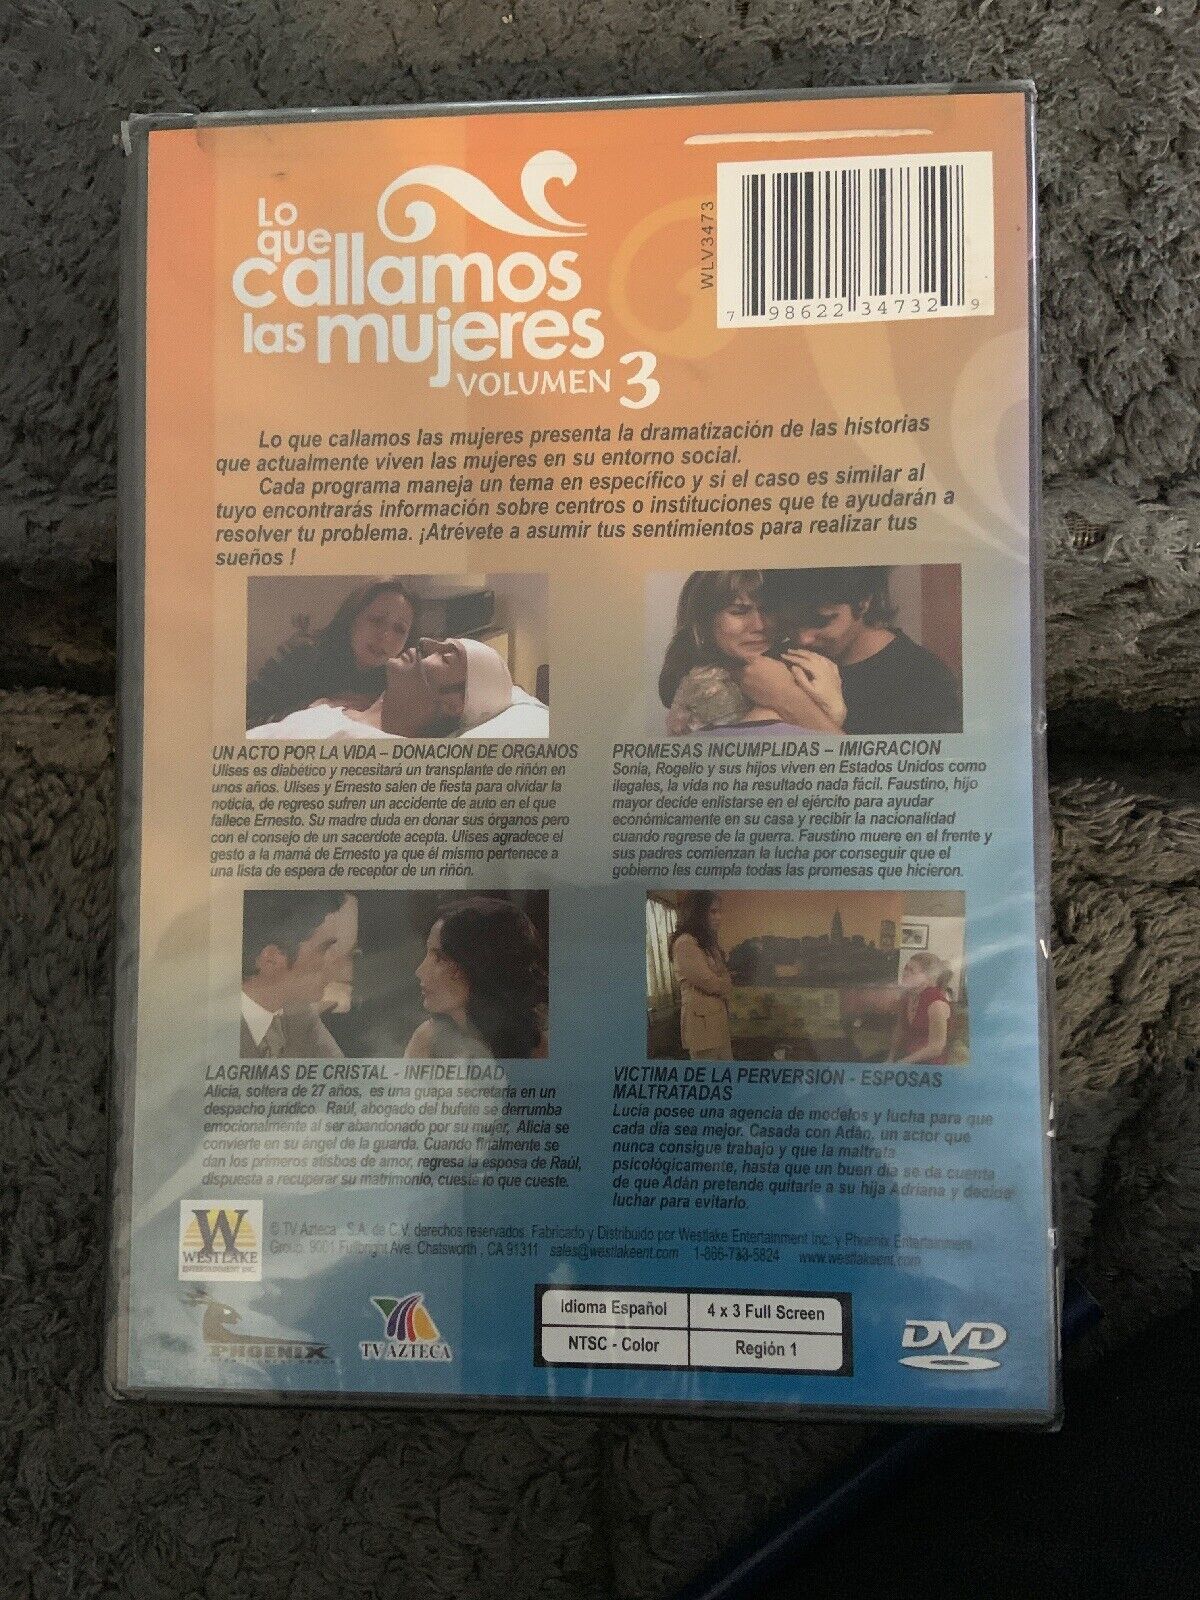 Lo
que
callamos
las mujeres
VOLUMEN 3
WLV3473
7 98622 34732 9
Lo que callamos las mujeres presenta la dramatización de las historias
que actualmente viven las mujeres en su entorno social.
Cada programa maneja un tema en específico y si el caso es similar al
tuyo encontrarás información sobre centros o instituciones que te ayudarán a
resolver tu problema. ¡Atrévete a asumir tus sentimientos para realizar tus
sueños !
UN ACTO POR LA VIDA – DONACION DE ORGANOS
Ulises es diabético y necesitará un transplante de riñón en
unos años. Ulises y Ernesto salen de fiesta para olvidar la
noticia, de regreso sufren un accidente de auto en el que
fallece Ernesto. Su madre duda en donar sus órganos pero
con el consejo de un sacerdote acepta. Ulises agradece el
gesto a la mamá de Ernesto ya que él mismo pertenece a
una lista de espera de receptor de un riñón.
PROMESAS INCUMPLIDAS – IMIGRACION
Sonia, Rogelio y sus hijos viven en Estados Unidos como
ilegales, la vida no ha resultado nada fácil. Faustino, hijo
mayor decide enlistarse en el ejército para ayudar
económicamente en su casa y recibir la nacionalidad
cuando regrese de la guerra. Faustino muere en el frente y
sus padres comienzan la lucha por conseguir que el
gobierno les cumpla todas las promesas que hicieron.
LAGRIMAS DE CRISTAL - INFIDELIDAD
Alicia, soltera de 27 años, es una guapa secretaria en un
despacho jurídico. Raúl, abogado del bufete se derrumba
emocionalmente al ser abandonado por su mujer, Alicia se
convierte en su ángel de la guarda. Cuando finalmente se
dan los primeros atisbos de amor, regresa la esposa de Raúl,
dispuesta a recuperar su matrimonio, cueste lo que cueste.
VICTIMA DE LA PERVERSION - ESPOSAS
MALTRATADAS
Lucía posee una agencia de modelos y lucha para que
cada día sea mejor. Casada con Adán, un actor que
nunca consigue trabajo y que la maltrata
psicológicamente, hasta que un buen día se da cuenta
de que Adán pretende quitarle a su hija Adriana y decide
luchar para evitarlo.
W
WESTLAKE
ENTERTAINMENT INC.
© TV Azteca - S.A. de C.V. derechos reservados. Fabricado y Distribuido por Westlake Entertainment Inc. y Phoenix Entertainment
Group. 9001 Fullbright Ave. Chatsworth , CA 91311 sales@westlakeent.com 1-866-733-5824 www.westlakeent.com
PHOENIX
TV AZTECA
Idioma Español
4 x 3 Full Screen
NTSC - Color
Región 1
DVD